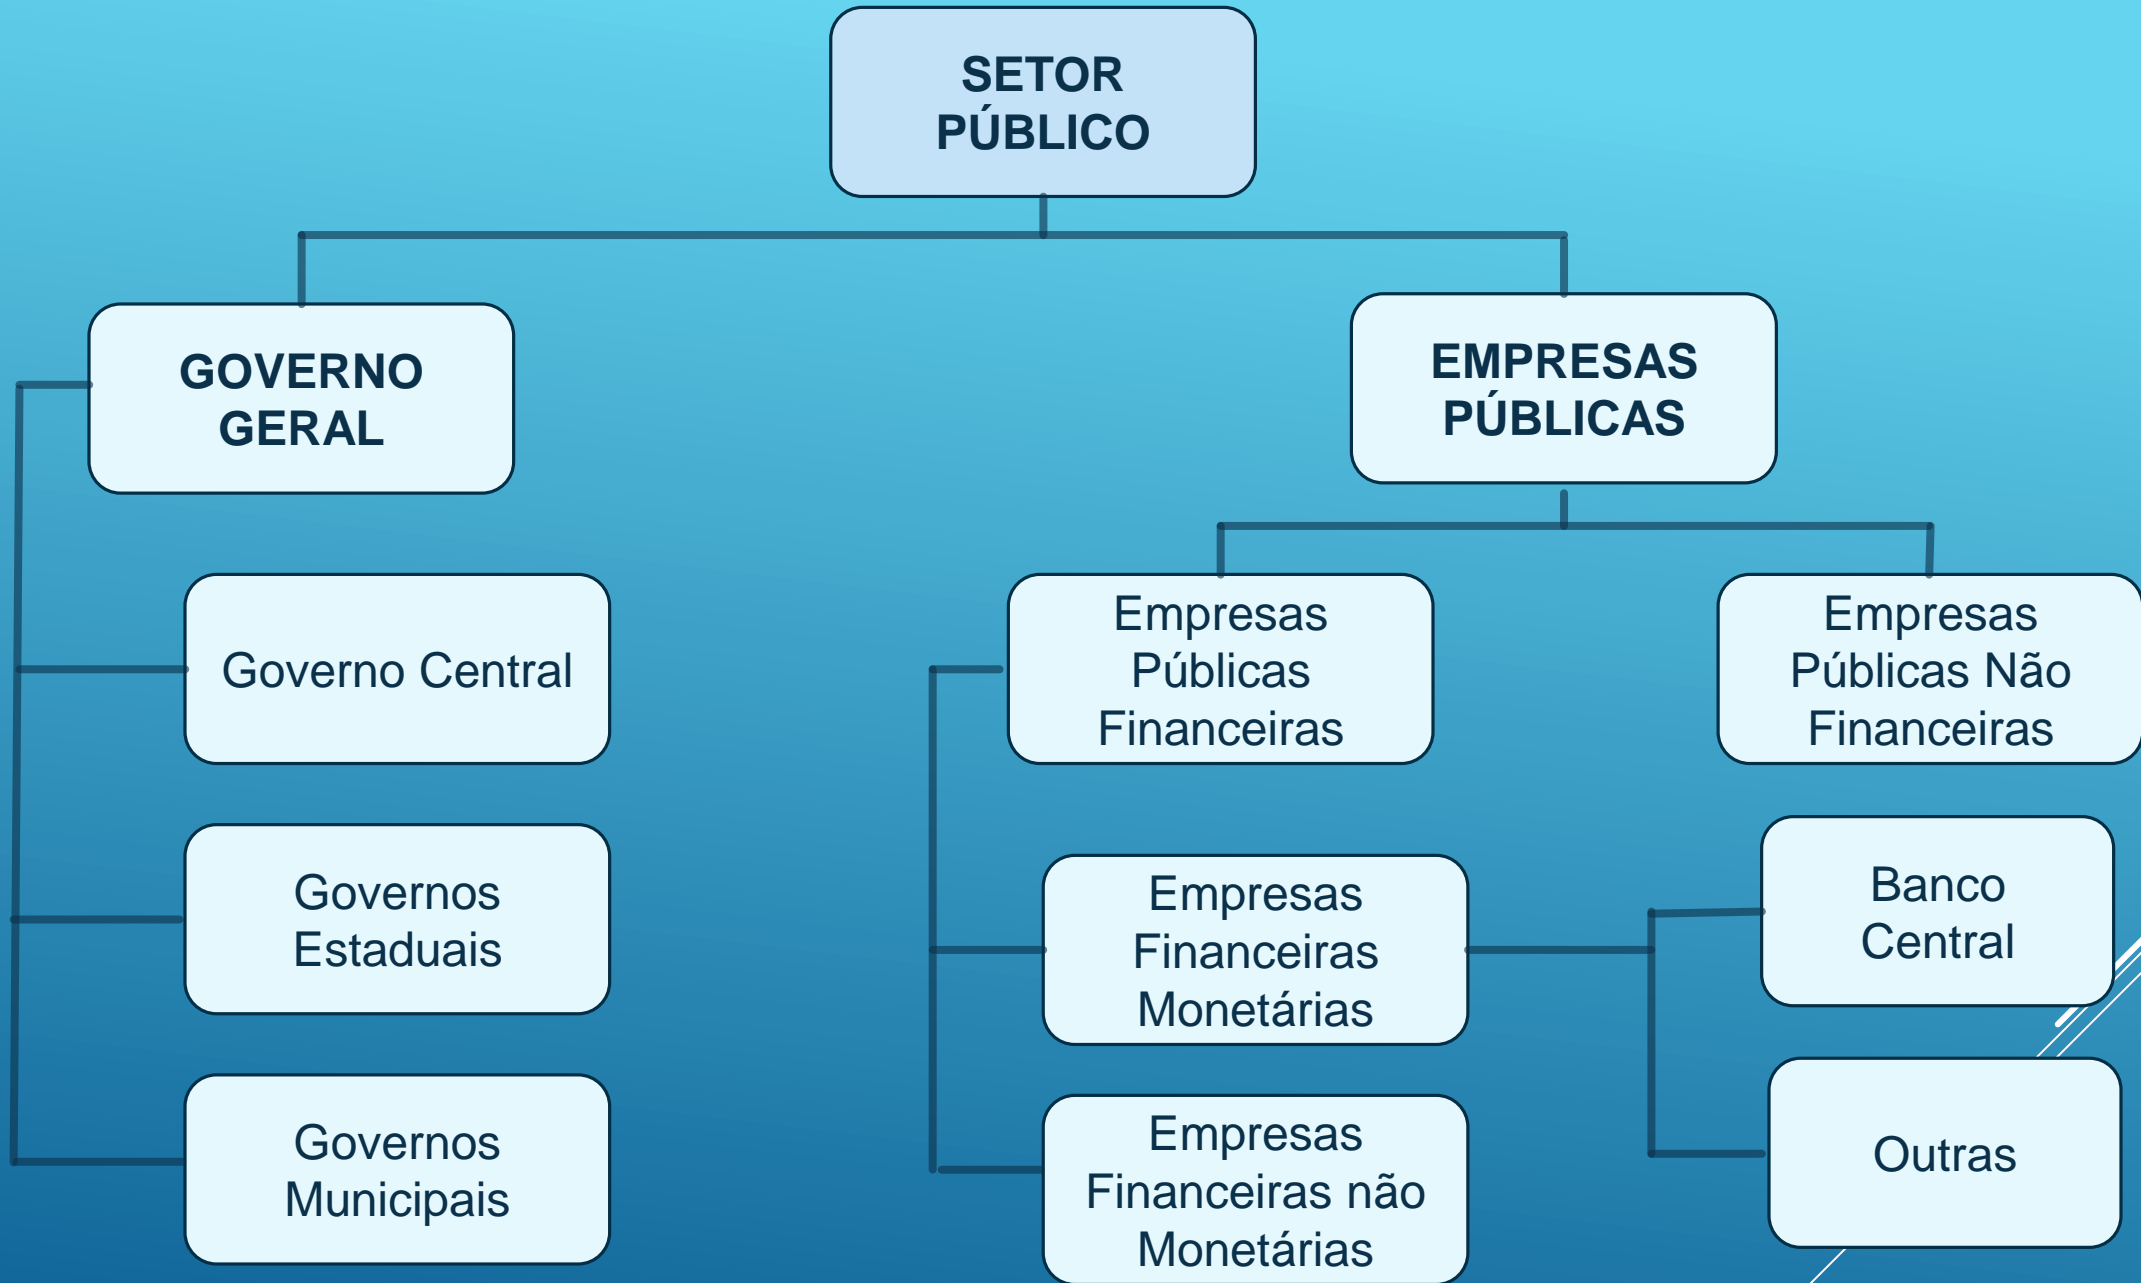 SETOR
PÚBLICO
GOVERNO
GERAL
EMPRESAS
PÚBLICAS
Governo Central
Governos
Estaduais
Governos
Municipais
Empresas
Públicas
Financeiras
Empresas
Públicas Não
Financeiras
Empresas
Financeiras
Monetárias
Banco
Central
Empresas
Financeiras não
Monetárias
Outras